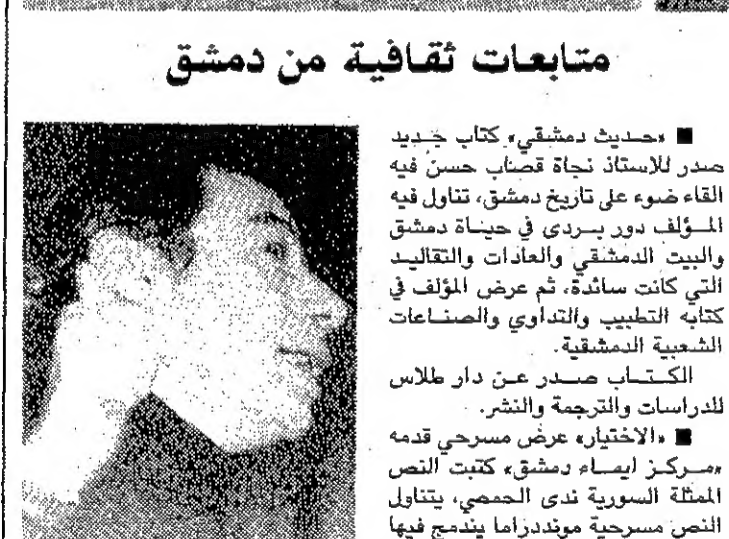 متابعات ثقافية من دمشق
■ «حديث دمشقي» كتاب جديد
صدر للاستاذ نجاة قصاب حسن فيه
القاء ضوء على تاريخ دمشق، تناول فيه
المؤلف دور بردى في حياة دمشق
والبيت الدمشقي والعادات والتقاليد
التي كانت سائدة، ثم عرض المؤلف في
كتابه التطبيب والتداوي والصناعات
الشعبية الدمشقية.
الكتاب صدر عن دار طلاس
للدراسات والترجمة والنشر.
■ «الاختيار» عرض مسرحي قدمه
«مركز ايماء دمشق» كتبت النص
الممثلة السورية ندى الحمصي، يتناول
النص مسرحية مونددراما يندمج فيها